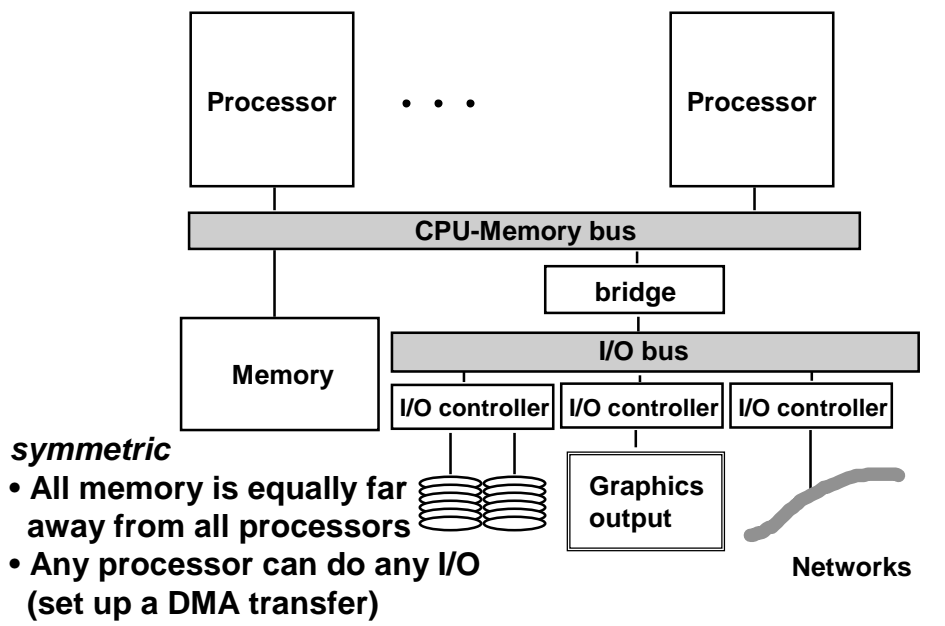 Processor
• • •
Processor
CPU-Memory bus
bridge
Memory
I/O bus
I/O controller
I/O controller
I/O controller
symmetric
• All memory is equally far
away from all processors
• Any processor can do any I/O
(set up a DMA transfer)
Graphics
output
Networks